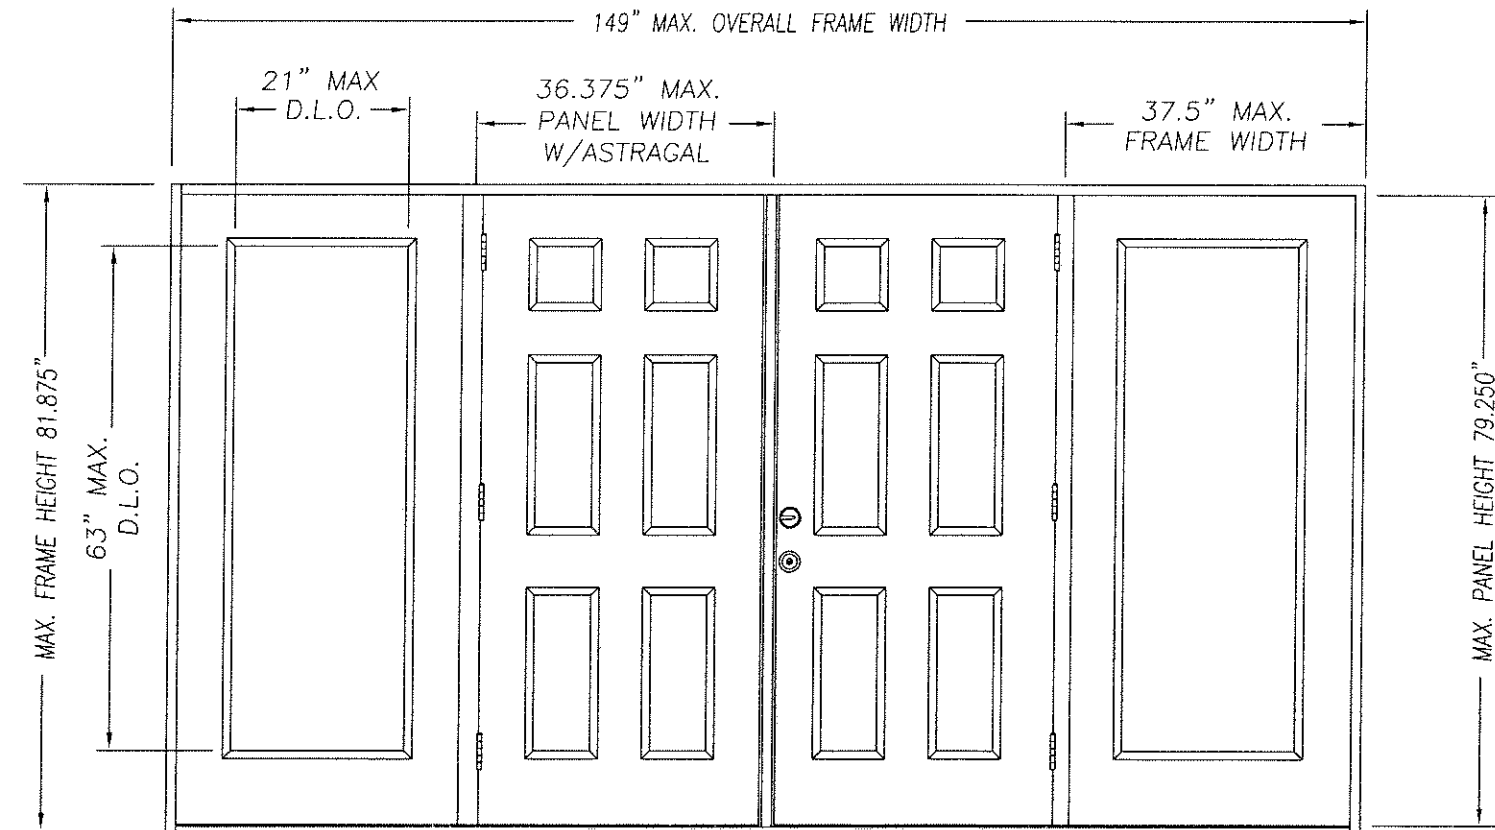 149" MAX. OVERALL FRAME WIDTH
21" MAX
D.L.O.
36.375" MAX.
PANEL WIDTH
W/ASTRAGAL
37.5" MAX.
FRAME WIDTH
MAX. FRAME HEIGHT 81.875"
63" MAX.
D.L.O.
MAX. PANEL HEIGHT 79.250"